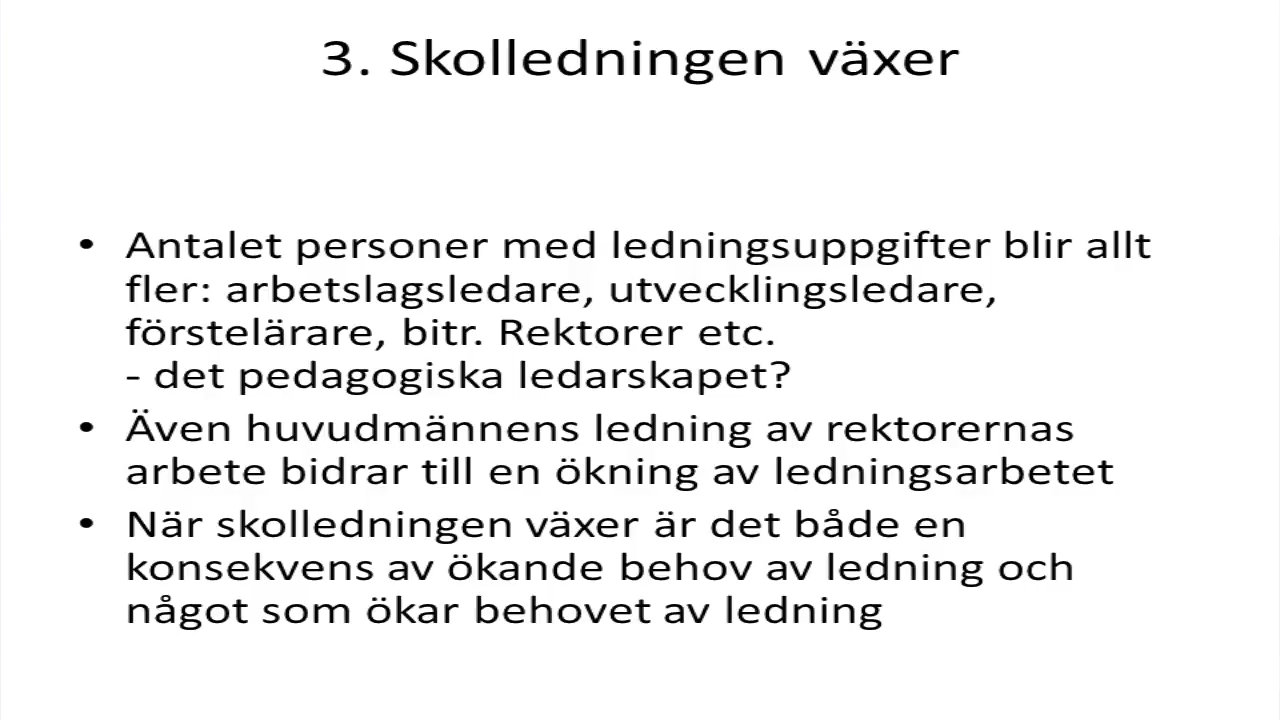 3. Skolledningen växer
• Antalet personer med ledningsuppgifter blir allt
fler: arbetslagsledare, utvecklingsledare,
förstelärare, bitr. Rektorer etc.
- det pedagogiska ledarskapet?
• Även huvudmännens ledning av rektorernas
arbete bidrar till en ökning av ledningsarbetet
• När skolledningen växer är det både en
konsekvens av ökande behov av ledning och
något som ökar behovet av ledning